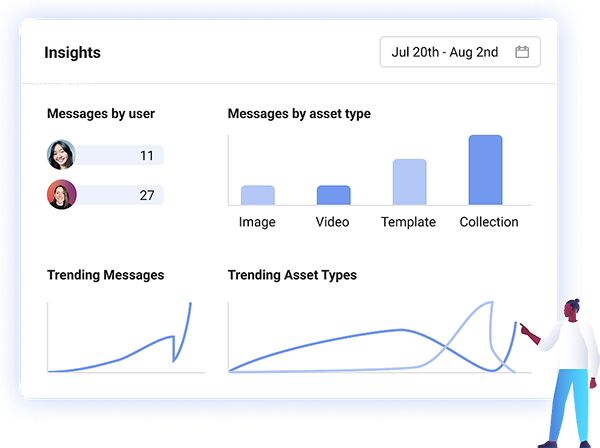 Insights
Jul 20th - Aug 2nd
Messages by user
11
27
Messages by asset type
Image
Video
Template
Collection
Trending Messages
Trending Asset Types